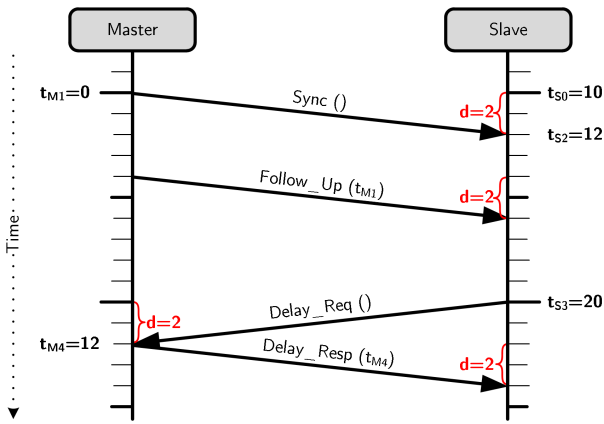 Master
Slave
tM1=0
Sync ()
d=2
tS0=10
tS2=12
Follow_Up (tM1)
d=2
Time
Delay_Req ()
tS3=20
d=2
tM4=12
Delay_Resp (tM4)
d=2